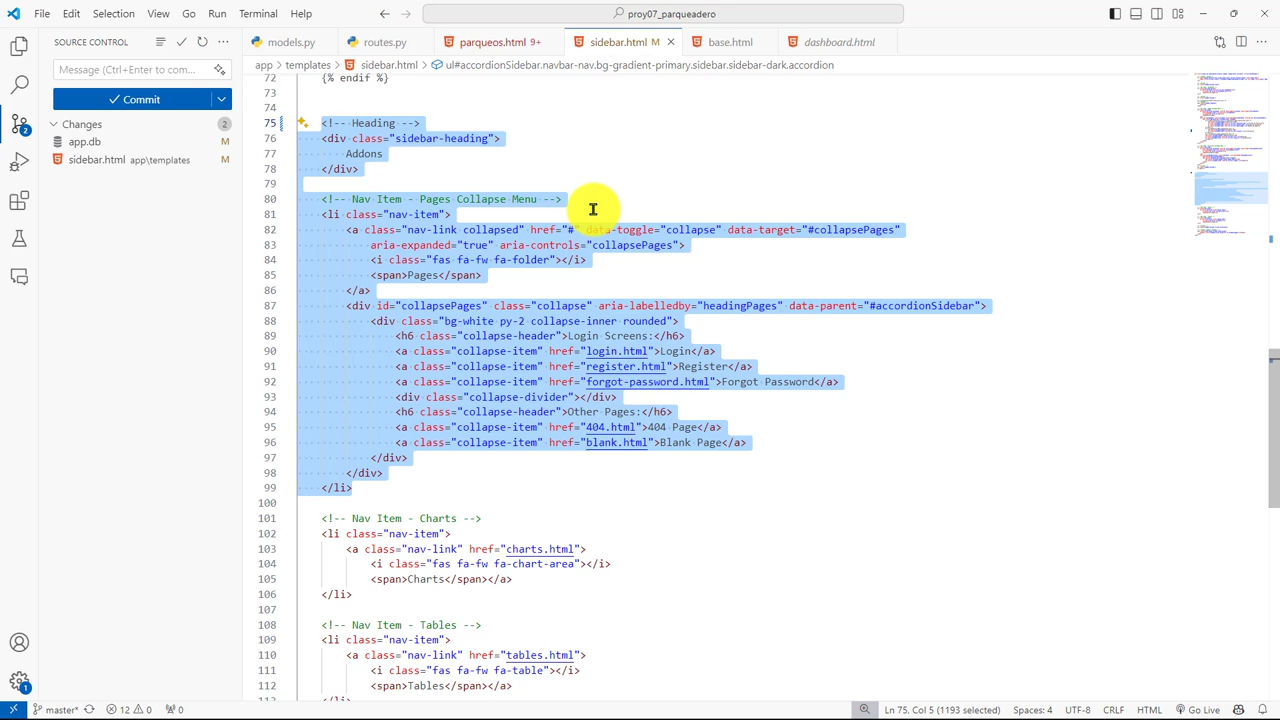 File Edit Selection View Go Run Terminal Help
proy07_parqueadero
SOURCE CONTROL
models.py
routes.py
parqueos.html 9+
sidebar.html M
base.html
dashboard.html
app > templates > sidebar.html > ul#accordionSidebar.navbar-nav.bg-gradient-primary.sidebar.sidebar-dark.accordion
Message (Ctrl+Enter to com...
Commit
Changes 2
app.db
sidebar.html app\templates M
2
1
72 {% endif %}
73
74
75 <!-- Heading -->
<div class="sidebar-heading">
Addons
</div>
79
80 <!-- Nav Item - Pages Collapse Menu
81 <li class="nav-item">
82 data-toggle="collapse" data- "#collapsePages"
83 "true" "collapsePages">
84 <i class="fas fa-fw fa-folder"></i>
85 <span>Pages</span>
86 </a>
87 <div id="collapsePages" class="collapse" aria-labelledby="headingPages" data-parent="#accordionSidebar">
88 <div class="bg-white py-2 collapse-inner rounded">
89 <h6 class="collapse-header">Login Screens:</h6>
90 <a class="collapse-item" href="login.html">Login</a>
91 <a class="collapse-item" href="register.html">Register</a>
92 <a class="collapse-item" href="forgot-password.html">Forgot Password</a>
93 <div class="collapse-divider"></div>
94 <h6 class="collapse-header">Other Pages:</h6>
95 <a class="collapse-item" href="404.html">404 Page</a>
96 <a class="collapse-item" href="blank.html">Blank Page</a>
97 </div>
98 </div>
99 </li>
100
101 <!-- Nav Item - Charts -->
102 <li class="nav-item">
103 <a class="nav-link" href="charts.html">
104 <i class="fas fa-fw fa-chart-area"></i>
105 <span>Charts</span></a>
106 </li>
107
108 <!-- Nav Item - Tables -->
109 <li class="nav-item">
110 <a class="nav-link" href="tables.html">
111 <i class="fas fa-fw fa-table"></i>
112 <span>Tables</span></a>
master* 12 0 0 Ln 75, Col 5 (1193 selected) Spaces: 4 UTF-8 CRLF HTML Go Live